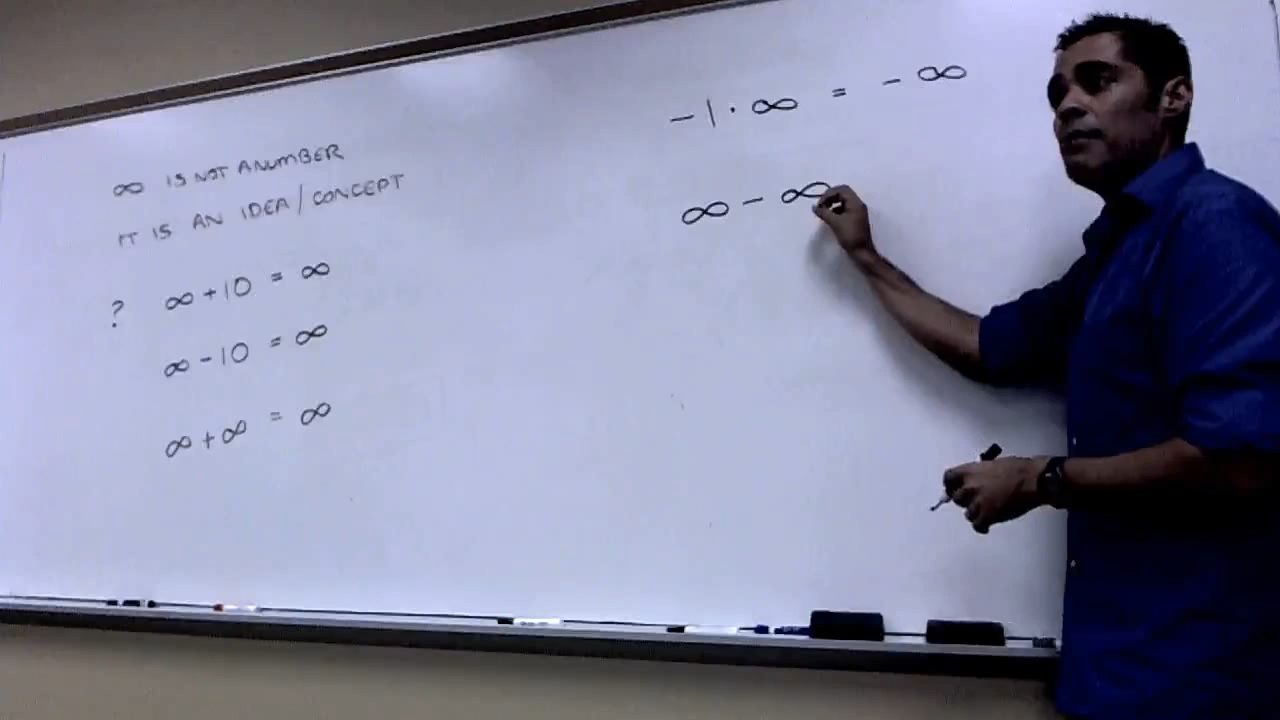 ∞ IS NOT A NUMBER
IT IS AN IDEA/CONCEPT
? ∞ + 10 = ∞
∞ - 10 = ∞
∞ + ∞ = ∞
-1 · ∞ = -∞
∞ - ∞